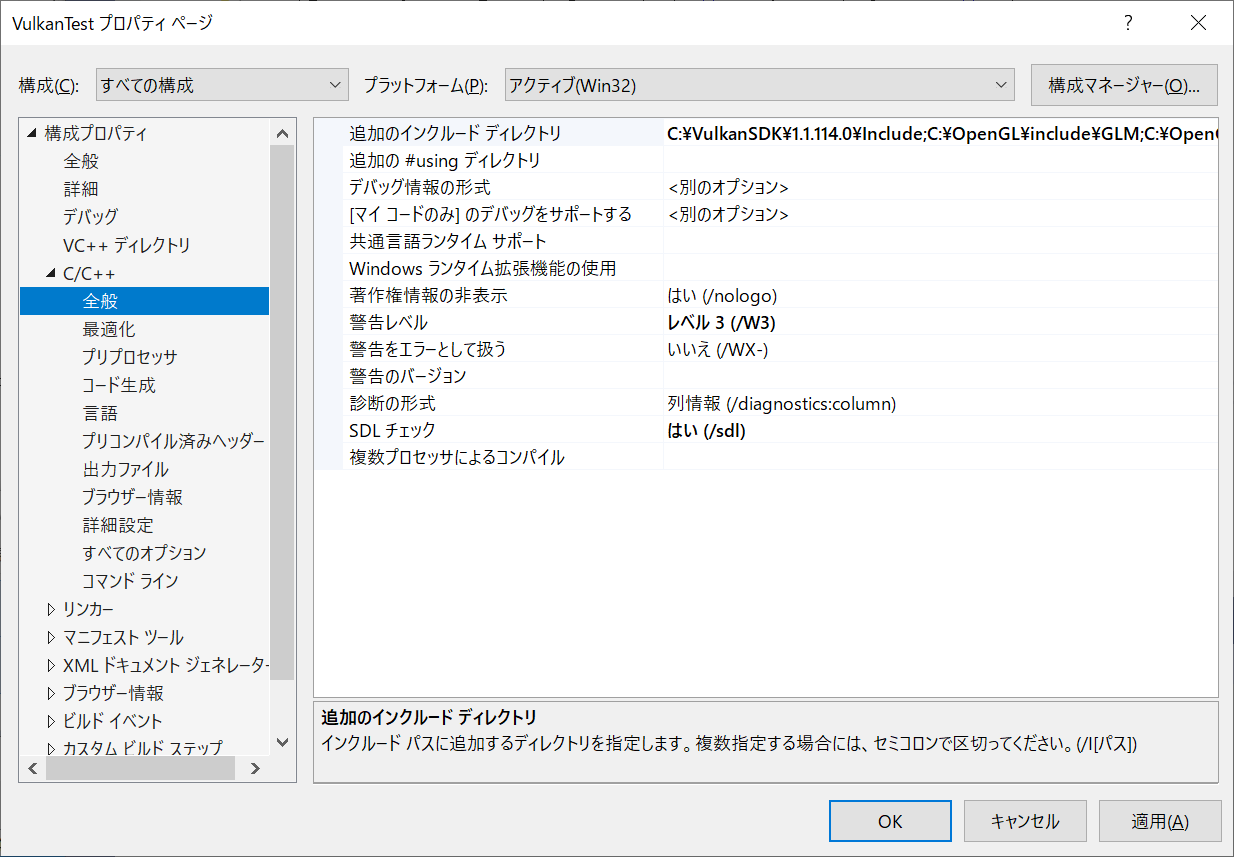 VulkanTest プロパティ ページ
?
構成(C): すべての構成 プラットフォーム(P): アクティブ(Win32) 構成マネージャー(O)...
構成プロパティ
全般
詳細
デバッグ
VC++ ディレクトリ
C/C++
全般
最適化
プリプロセッサ
コード生成
言語
プリコンパイル済みヘッダー
出力ファイル
ブラウザー情報
詳細設定
すべてのオプション
コマンド ライン
リンカー
マニフェスト ツール
XML ドキュメント ジェネレーター
ブラウザー情報
ビルド イベント
カスタム ビルド ステップ
追加のインクルード ディレクトリ C:¥VulkanSDK¥1.1.114.0¥Include;C:¥OpenGL¥include¥GLM;C:¥Open
追加の #using ディレクトリ
デバッグ情報の形式 <別のオプション>
[マイ コードのみ] のデバッグをサポートする <別のオプション>
共通言語ランタイム サポート
Windows ランタイム拡張機能の使用
著作権情報の非表示 はい (/nologo)
警告レベル レベル 3 (/W3)
警告をエラーとして扱う いいえ (/WX-)
警告のバージョン
診断の形式 列情報 (/diagnostics:column)
SDL チェック はい (/sdl)
複数プロセッサによるコンパイル
追加のインクルード ディレクトリ
インクルード パスに追加するディレクトリを指定します。複数指定する場合には、セミコロンで区切ってください。(/I[パス])
OK キャンセル 適用(A)